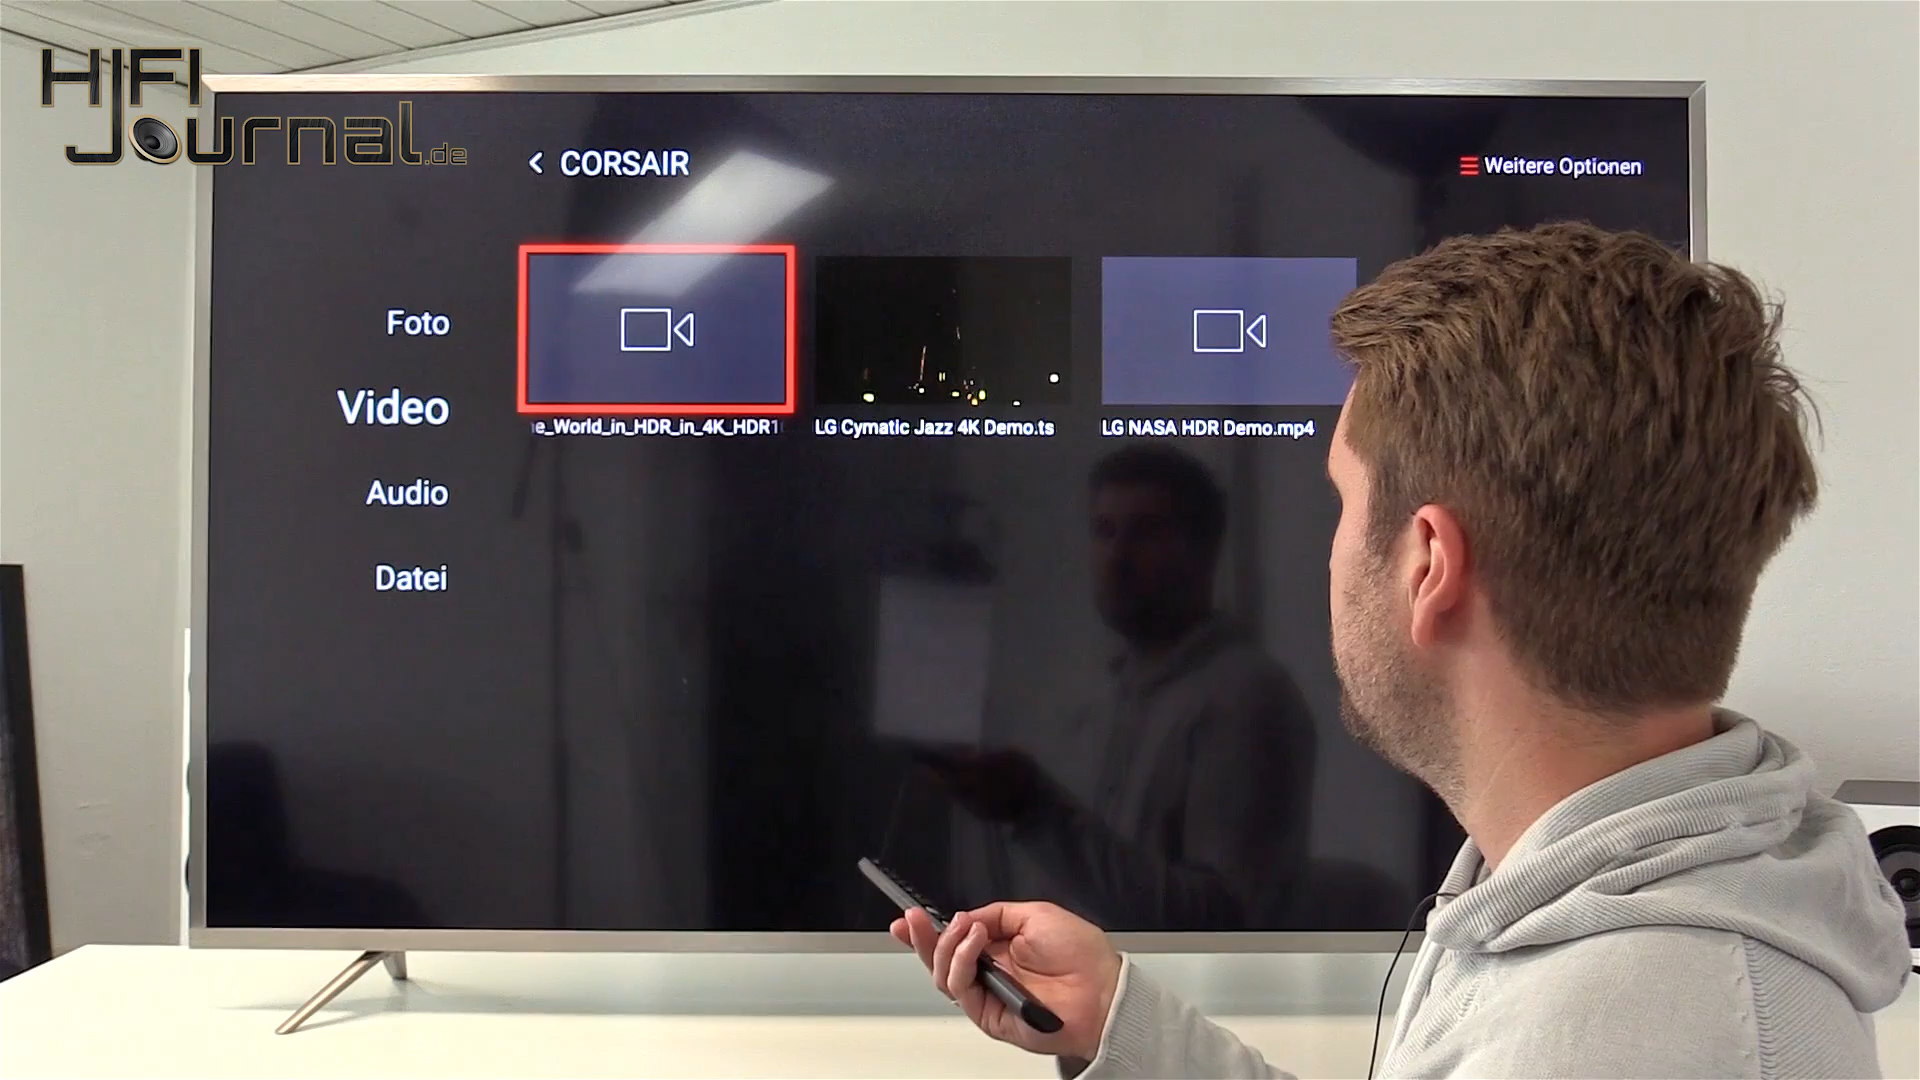 HIFI
Journal.de
< CORSAIR
Weitere Optionen
Foto
Video
Audio
Datei
e_World_in_HDR_in_4K_HDR1
LG Cymatic Jazz 4K Demo.ts
LG NASA HDR Demo.mp4